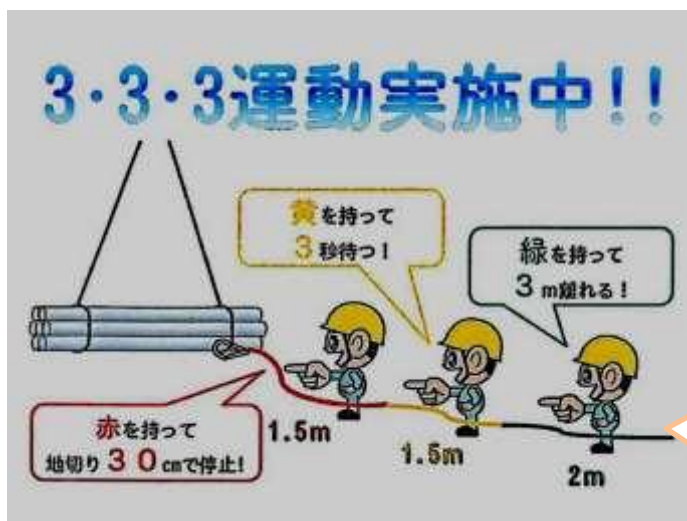 3・3・3運動実施中!!
黄を持って
3秒待つ!
緑を持って
3m離れる!
赤を持って
地切り30cmで停止!
1.5m
1.5m
2m